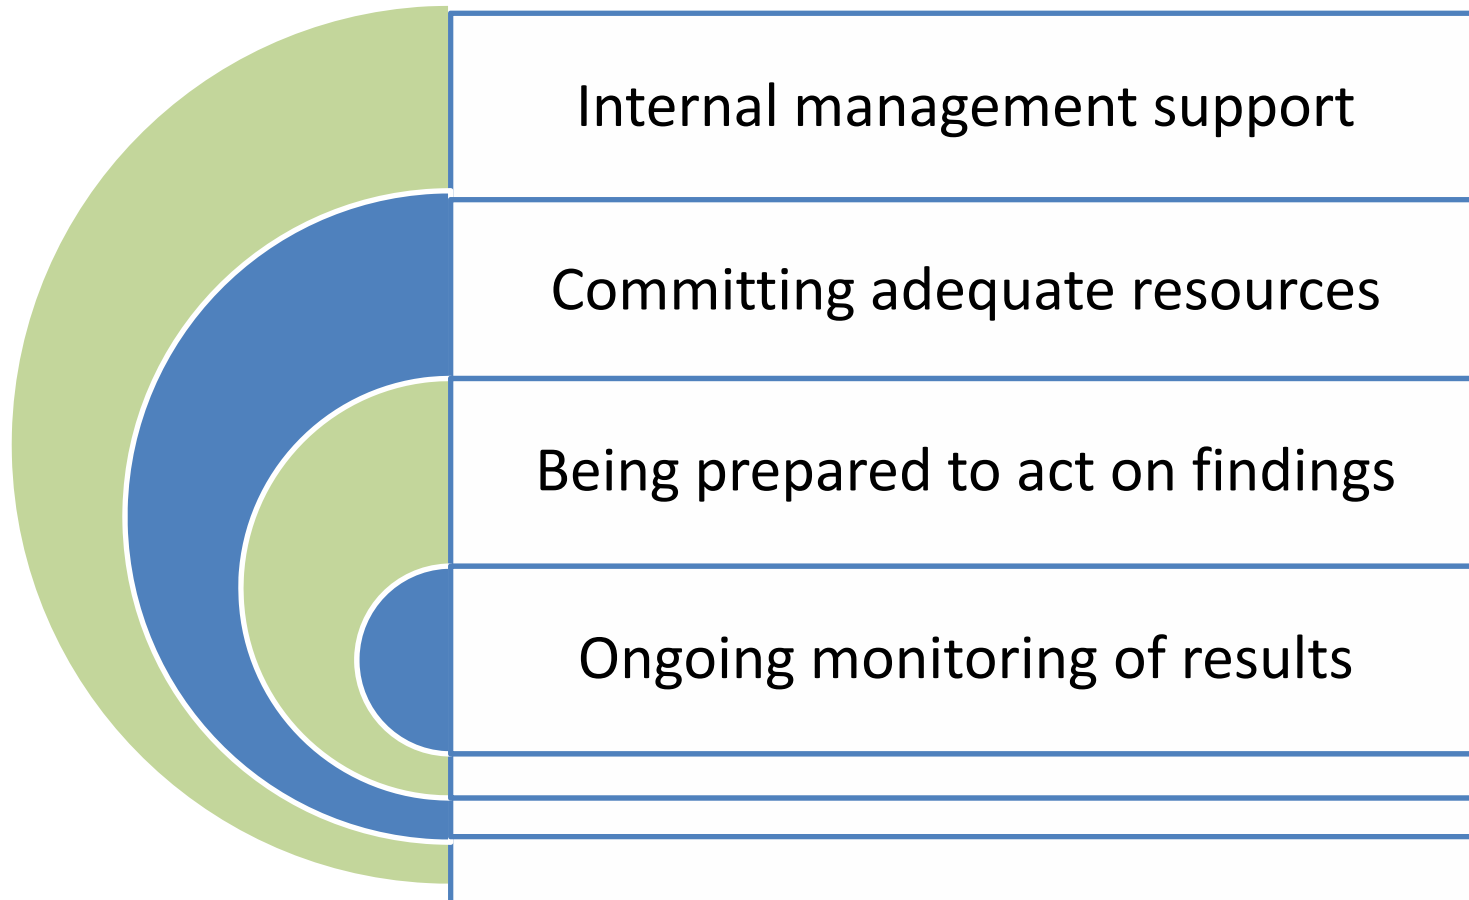 Internal management support
Committing adequate resources
Being prepared to act on findings
Ongoing monitoring of results